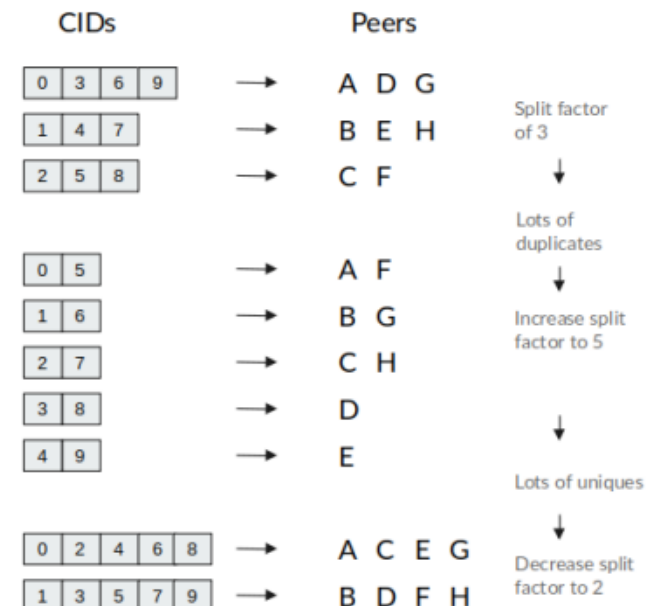 CIDs Peers
0 3 6 9 A D G
Split factor
of 3
1 4 7 B E H
2 5 8 C F
Lots of
duplicates
0 5 A F
1 6 B G
Increase split
factor to 5
2 7 C H
3 8 D
4 9 E
Lots of uniques
0 2 4 6 8 A C E G
Decrease split
factor to 2
1 3 5 7 9 B D F H